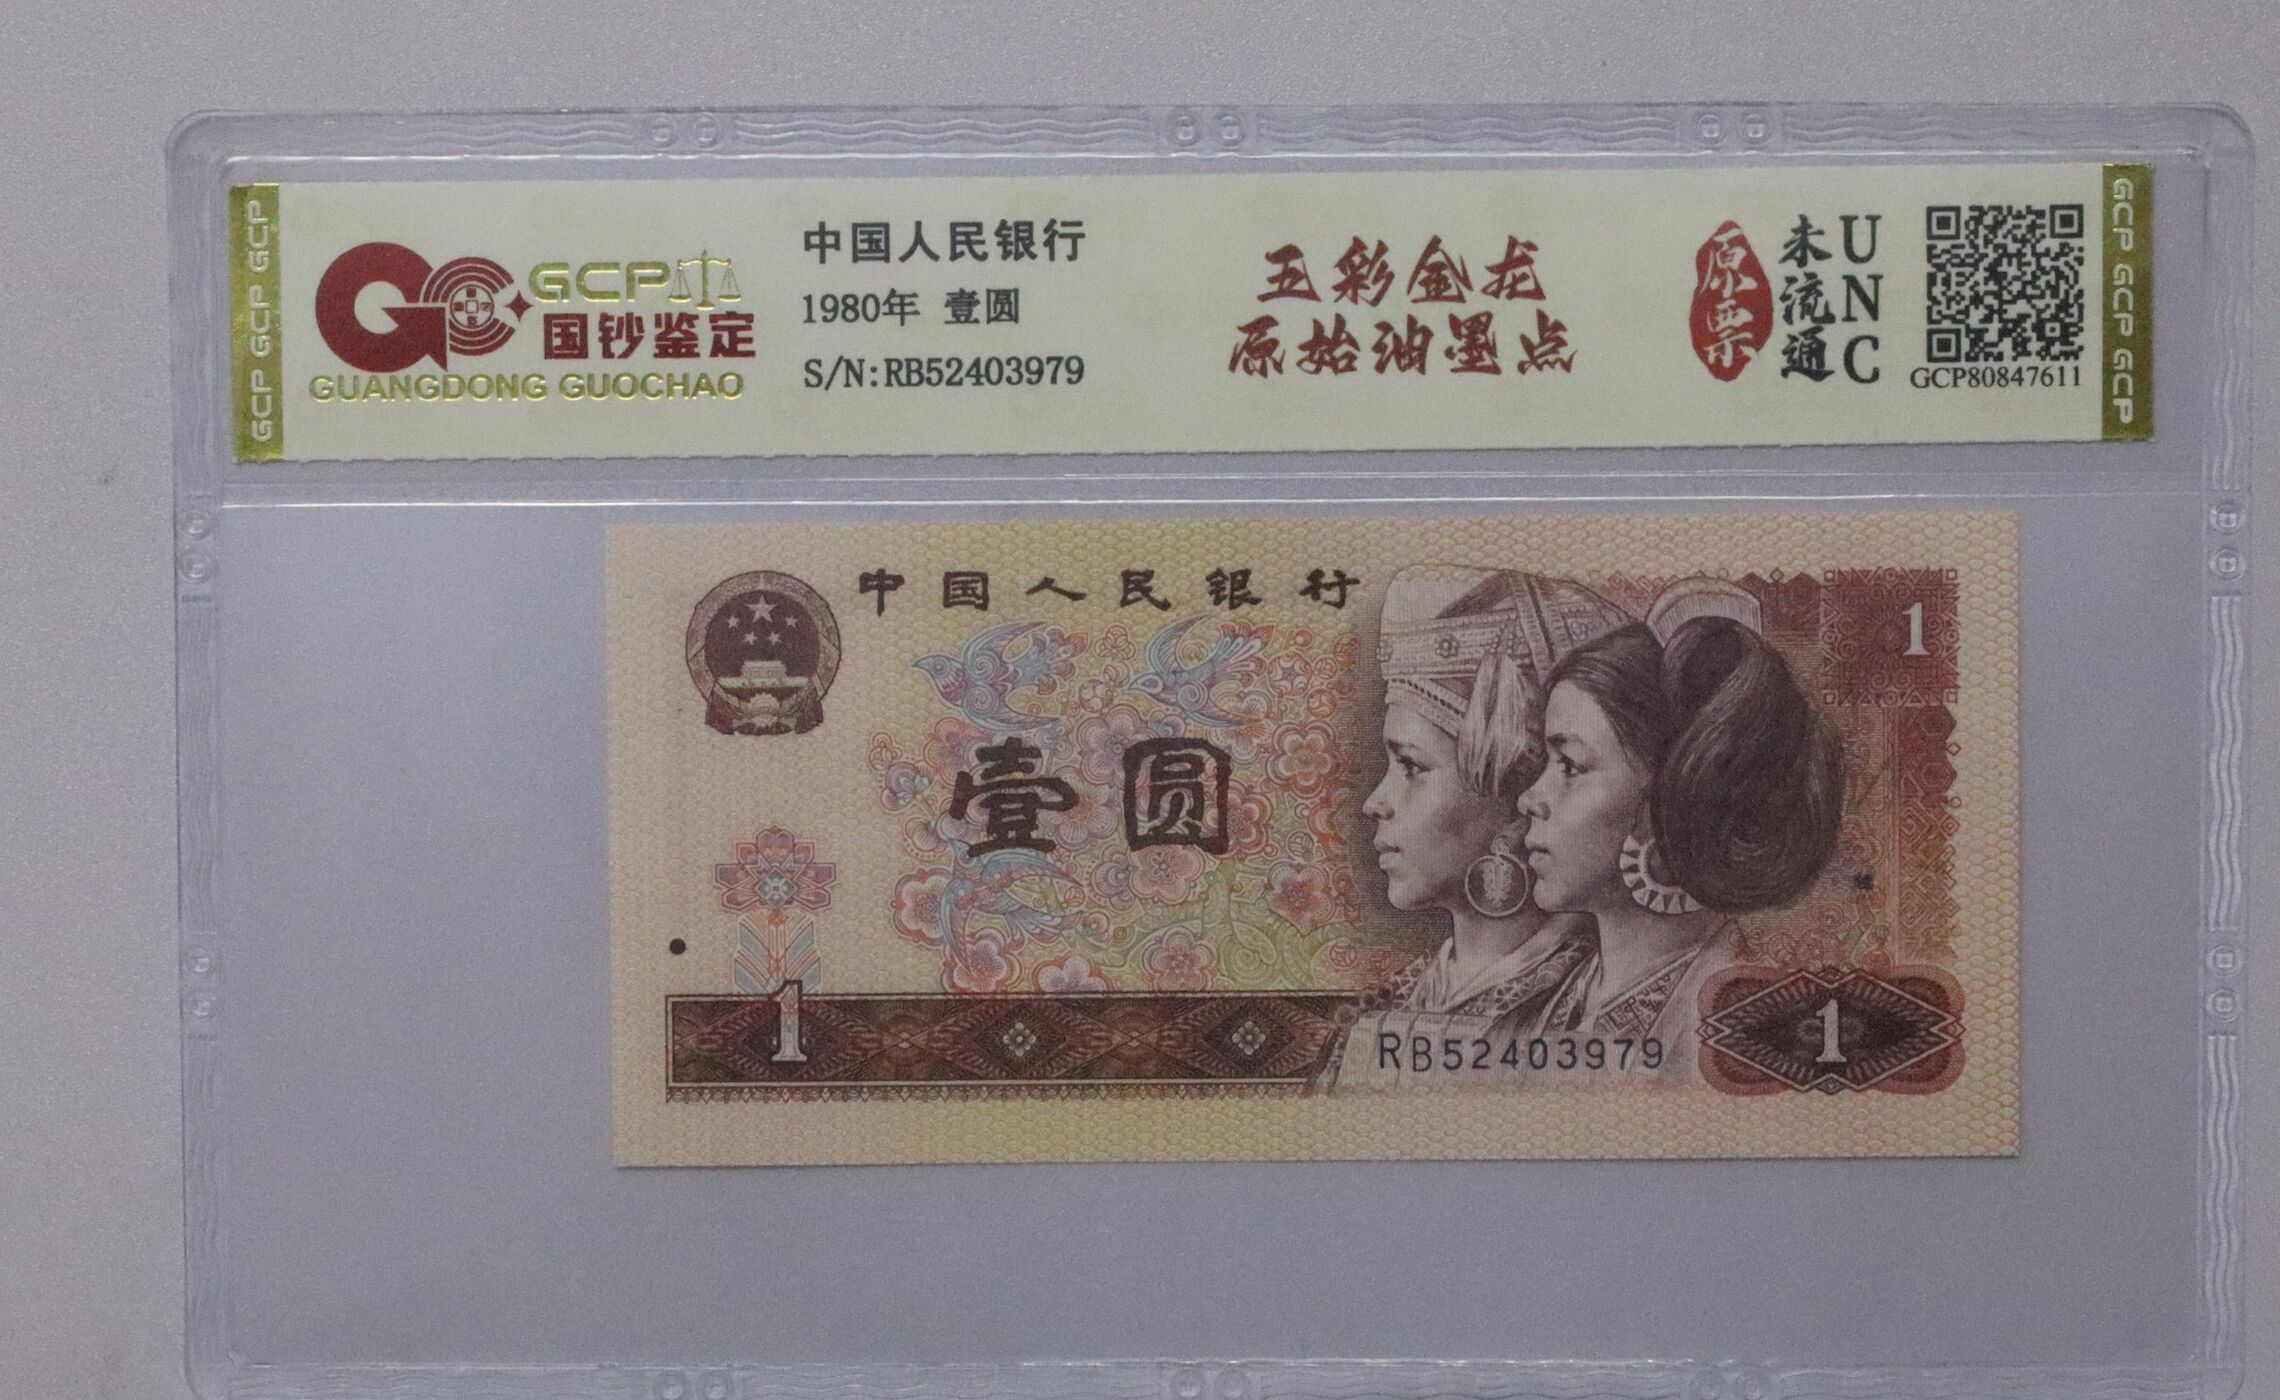 GCP GCP GCP
GCP
国钞鉴定
GUANGDONG GUOCHAO
中国人民银行
1980年 壹圆
S/N:RB52403979
五彩金龙
原始油墨点
原票
未流通
UNC
GCP80847611
GCP GCP GCP
中国人民银行
1
壹圆
1
RB52403979
1